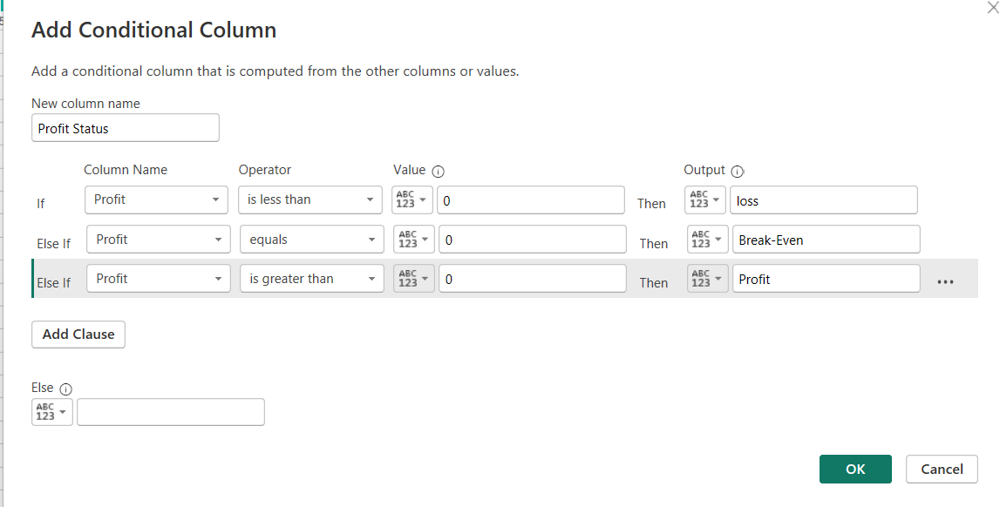 Add Conditional Column
Add a conditional column that is computed from the other columns or values.
New column name
Profit Status
Column Name Operator Value Output
If Profit is less than ABC 123 0 Then ABC 123 loss
Else If Profit equals ABC 123 0 Then ABC 123 Break-Even
Else If Profit is greater than ABC 123 0 Then ABC 123 Profit ...
Add Clause
Else
ABC 123
OK Cancel